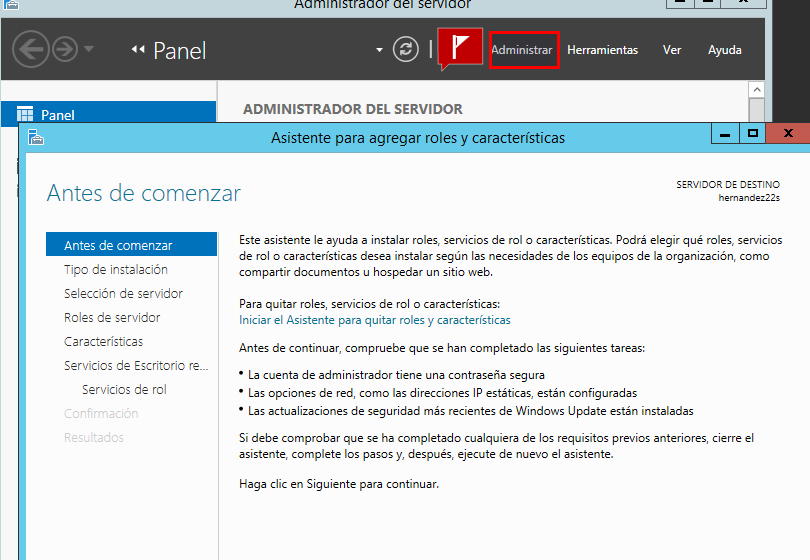 Administrador del servidor
Panel
Administrar
Herramientas
Ver
Ayuda
Panel
ADMINISTRADOR DEL SERVIDOR
Asistente para agregar roles y características
Antes de comenzar
SERVIDOR DE DESTINO
hernandez22s
Antes de comenzar
Tipo de instalación
Selección de servidor
Roles de servidor
Características
Servicios de Escritorio re...
Servicios de rol
Confirmación
Resultados
Este asistente le ayuda a instalar roles, servicios de rol o características. Podrá elegir qué roles, servicios
de rol o características desea instalar según las necesidades de los equipos de la organización, como
compartir documentos u hospedar un sitio web.
Para quitar roles, servicios de rol o características:
Iniciar el Asistente para quitar roles y características
Antes de continuar, compruebe que se han completado las siguientes tareas:
• La cuenta de administrador tiene una contraseña segura
• Las opciones de red, como las direcciones IP estáticas, están configuradas
• Las actualizaciones de seguridad más recientes de Windows Update están instaladas
Si debe comprobar que se ha completado cualquiera de los requisitos previos anteriores, cierre el
asistente, complete los pasos y, después, ejecute de nuevo el asistente.
Haga clic en Siguiente para continuar.